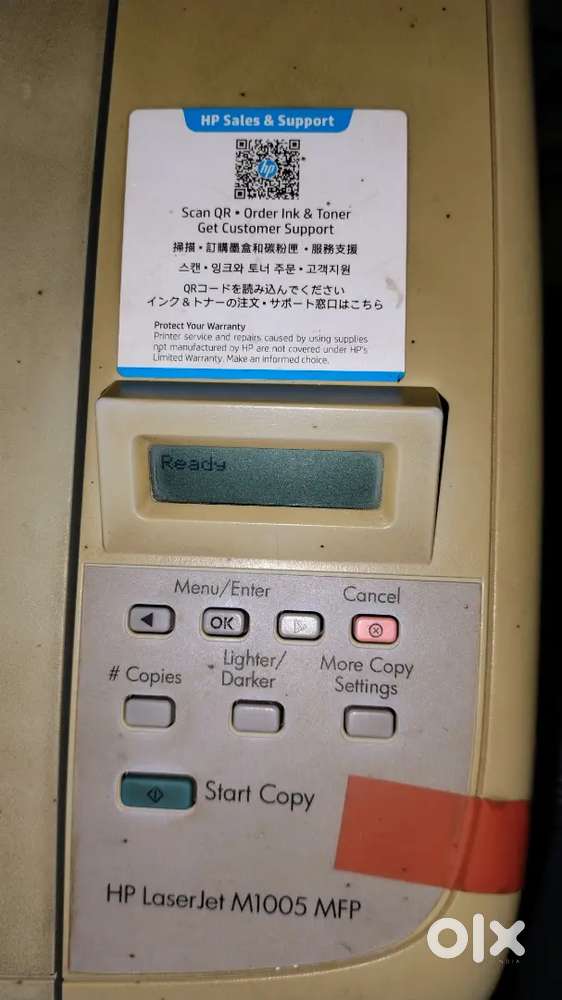 HP Sales & Support
hp
Scan QR • Order Ink & Toner
Get Customer Support
掃描・訂購墨盒和碳粉匣・服務支援
스캔・잉크와 토너 주문・고객지원
QRコードを読み込んでください
インク＆トナーの注文・サポート窓口はこちら
Protect Your Warranty
Printer service and repairs caused by using supplies
not manufactured by HP are not covered under HP's
Limited Warranty. Make an informed choice.
Ready
Menu/Enter
Cancel
OK
# Copies
Lighter/
Darker
More Copy
Settings
Start Copy
HP LaserJet M1005 MFP
olx
INDIA